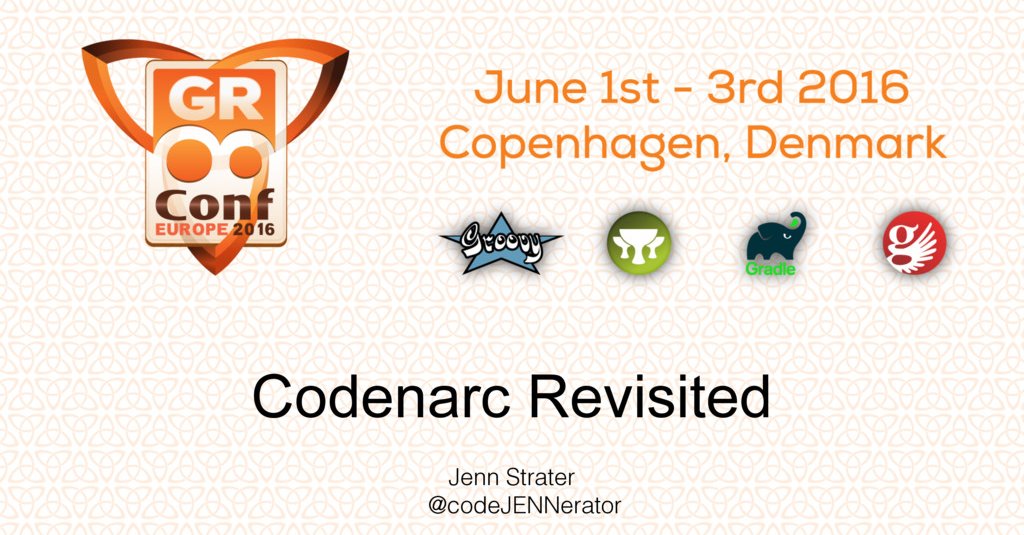 GR
Conf
EUROPE 2016
June 1st - 3rd 2016
Copenhagen, Denmark
Groovy
Gradle
g
Codenarc Revisited
Jenn Strater
@codeJENNerator